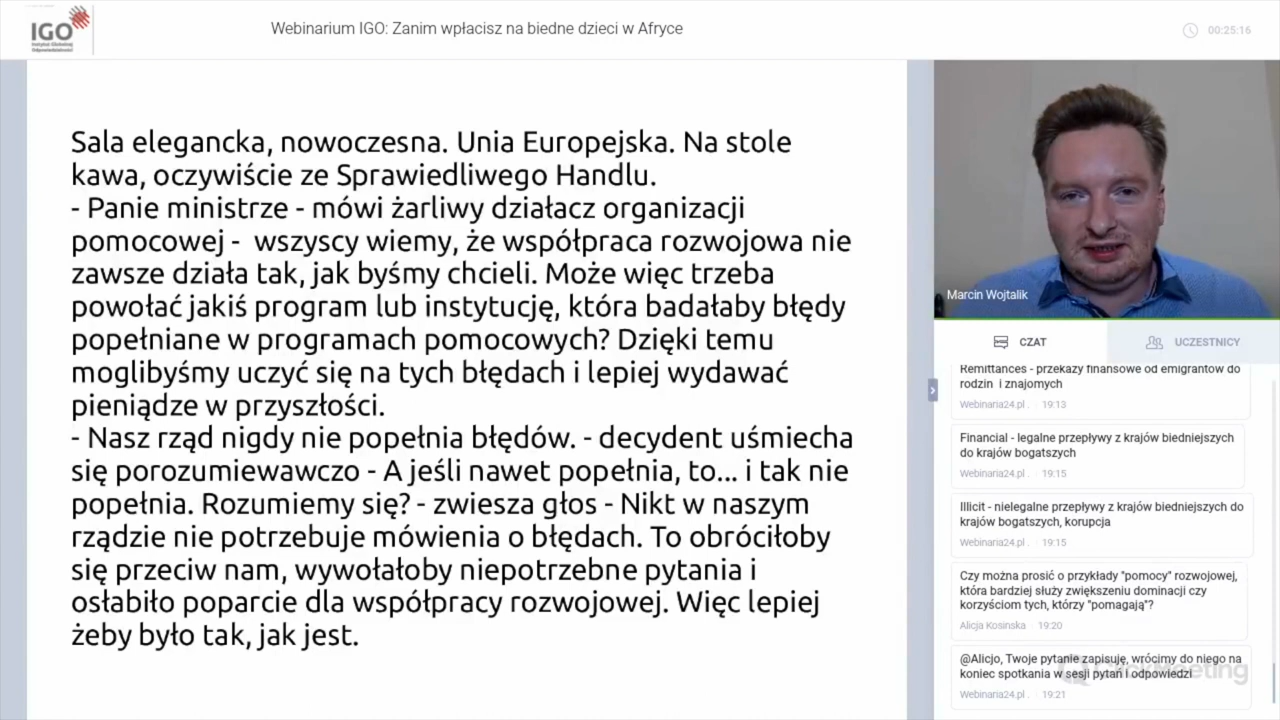 IGO
Instytut Globalnej
Odpowiedzialności
Webinarium IGO: Zanim wpłacisz na biedne dzieci w Afryce
00:25:16
Sala elegancka, nowoczesna. Unia Europejska. Na stole
kawa, oczywiście ze Sprawiedliwego Handlu.
- Panie ministrze - mówi żarliwy działacz organizacji
pomocowej -  wszyscy wiemy, że współpraca rozwojowa nie
zawsze działa tak, jak byśmy chcieli. Może więc trzeba
powołać jakiś program lub instytucję, która badałaby błędy
popełniane w programach pomocowych? Dzięki temu
moglibyśmy uczyć się na tych błędach i lepiej wydawać
pieniądze w przyszłości.
- Nasz rząd nigdy nie popełnia błędów. - decydent uśmiecha
się porozumiewawczo - A jeśli nawet popełnia, to... i tak nie
popełnia. Rozumiemy się? - zwiesza głos - Nikt w naszym
rządzie nie potrzebuje mówienia o błędach. To obróciłoby
się przeciw nam, wywołałoby niepotrzebne pytania i
osłabiło poparcie dla współpracy rozwojowej. Więc lepiej
żeby było tak, jak jest.
Marcin Wojtalik
CZAT
UCZESTNICY
Remittances - przekazy finansowe od emigrantów do
rodzin i znajomych
Webinaria24.pl . · 19:13
Financial - legalne przepływy z krajów biedniejszych
do krajów bogatszych
Webinaria24.pl . · 19:15
Illicit - nielegalne przepływy z krajów biedniejszych do
krajów bogatszych, korupcja
Webinaria24.pl . · 19:15
Czy można prosić o przykłady "pomocy" rozwojowej,
która bardziej służy zwiększeniu dominacji czy
korzyściom tych, którzy "pomagają"?
Alicja Kosinska · 19:20
@Alicjo, Twoje pytanie zapisuję, wrócimy do niego na
koniec spotkania w sesji pytań i odpowiedzi
Webinaria24.pl . · 19:21
ClickMeeting